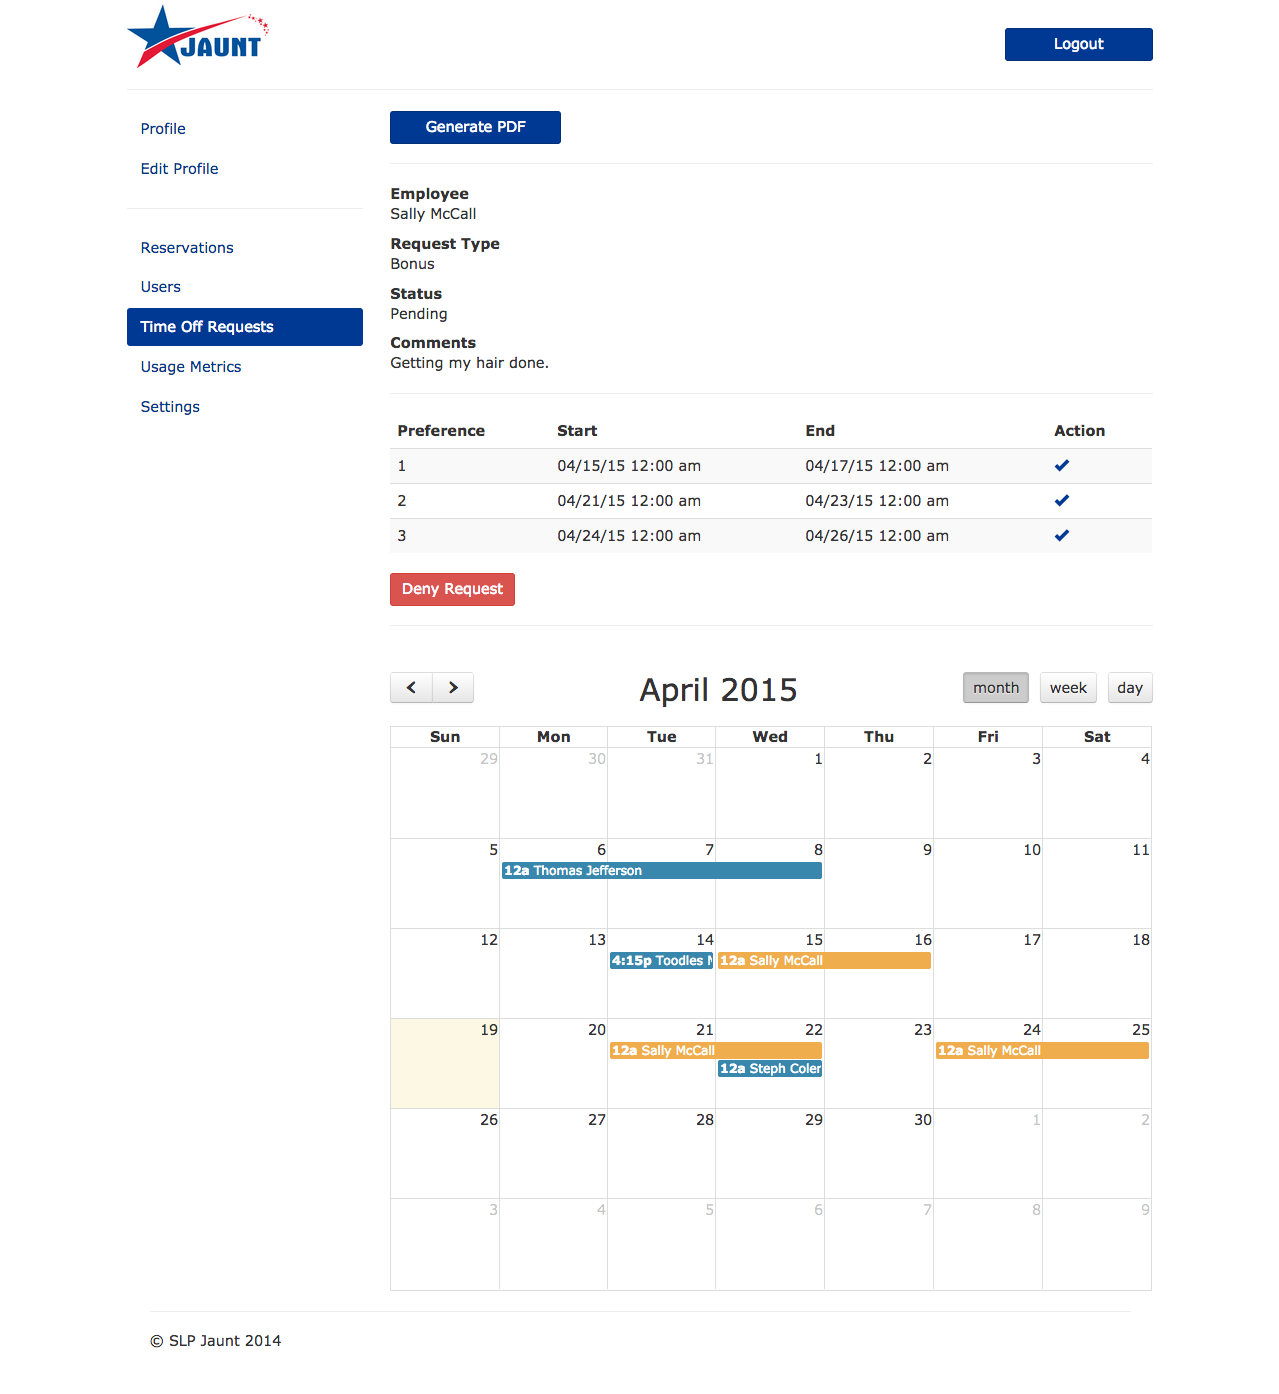 JAUNT
Logout
Profile
Edit Profile
Reservations
Users
Time Off Requests
Usage Metrics
Settings
Generate PDF
Employee
Sally McCall
Request Type
Bonus
Status
Pending
Comments
Getting my hair done.
Preference Start End Action
1 04/15/15 12:00 am 04/17/15 12:00 am
2 04/21/15 12:00 am 04/23/15 12:00 am
3 04/24/15 12:00 am 04/26/15 12:00 am
Deny Request
April 2015
month week day
Sun Mon Tue Wed Thu Fri Sat
29 30 31 1 2 3 4
5 6 7 8 9 10 11
12a Thomas Jefferson
12 13 14 15 16 17 18
4:15p Toodles 12a Sally McCall
19 20 21 22 23 24 25
12a Sally McCall 12a Sally McCall
12a Steph Coler
26 27 28 29 30 1 2
3 4 5 6 7 8 9
© SLP Jaunt 2014